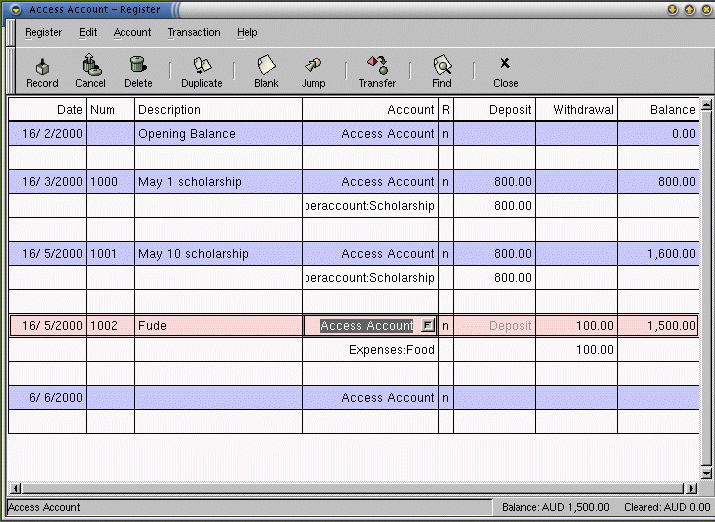 Access Account – Register
Register Edit Account Transaction Help
Record Cancel Delete Duplicate Blank Jump Transfer Find Close
Date Num Description Account R Deposit Withdrawal Balance
16/ 2/2000 Opening Balance Access Account n 0.00
16/ 3/2000 1000 May 1 scholarship Access Account n 800.00 800.00
peraccount:Scholarship 800.00
16/ 5/2000 1001 May 10 scholarship Access Account n 800.00 1,600.00
peraccount:Scholarship 800.00
16/ 5/2000 1002 Fude Access Account n Deposit 100.00 1,500.00
Expenses:Food 100.00
6/ 6/2000 Access Account n
Access Account Balance: AUD 1,500.00 Cleared: AUD 0.00